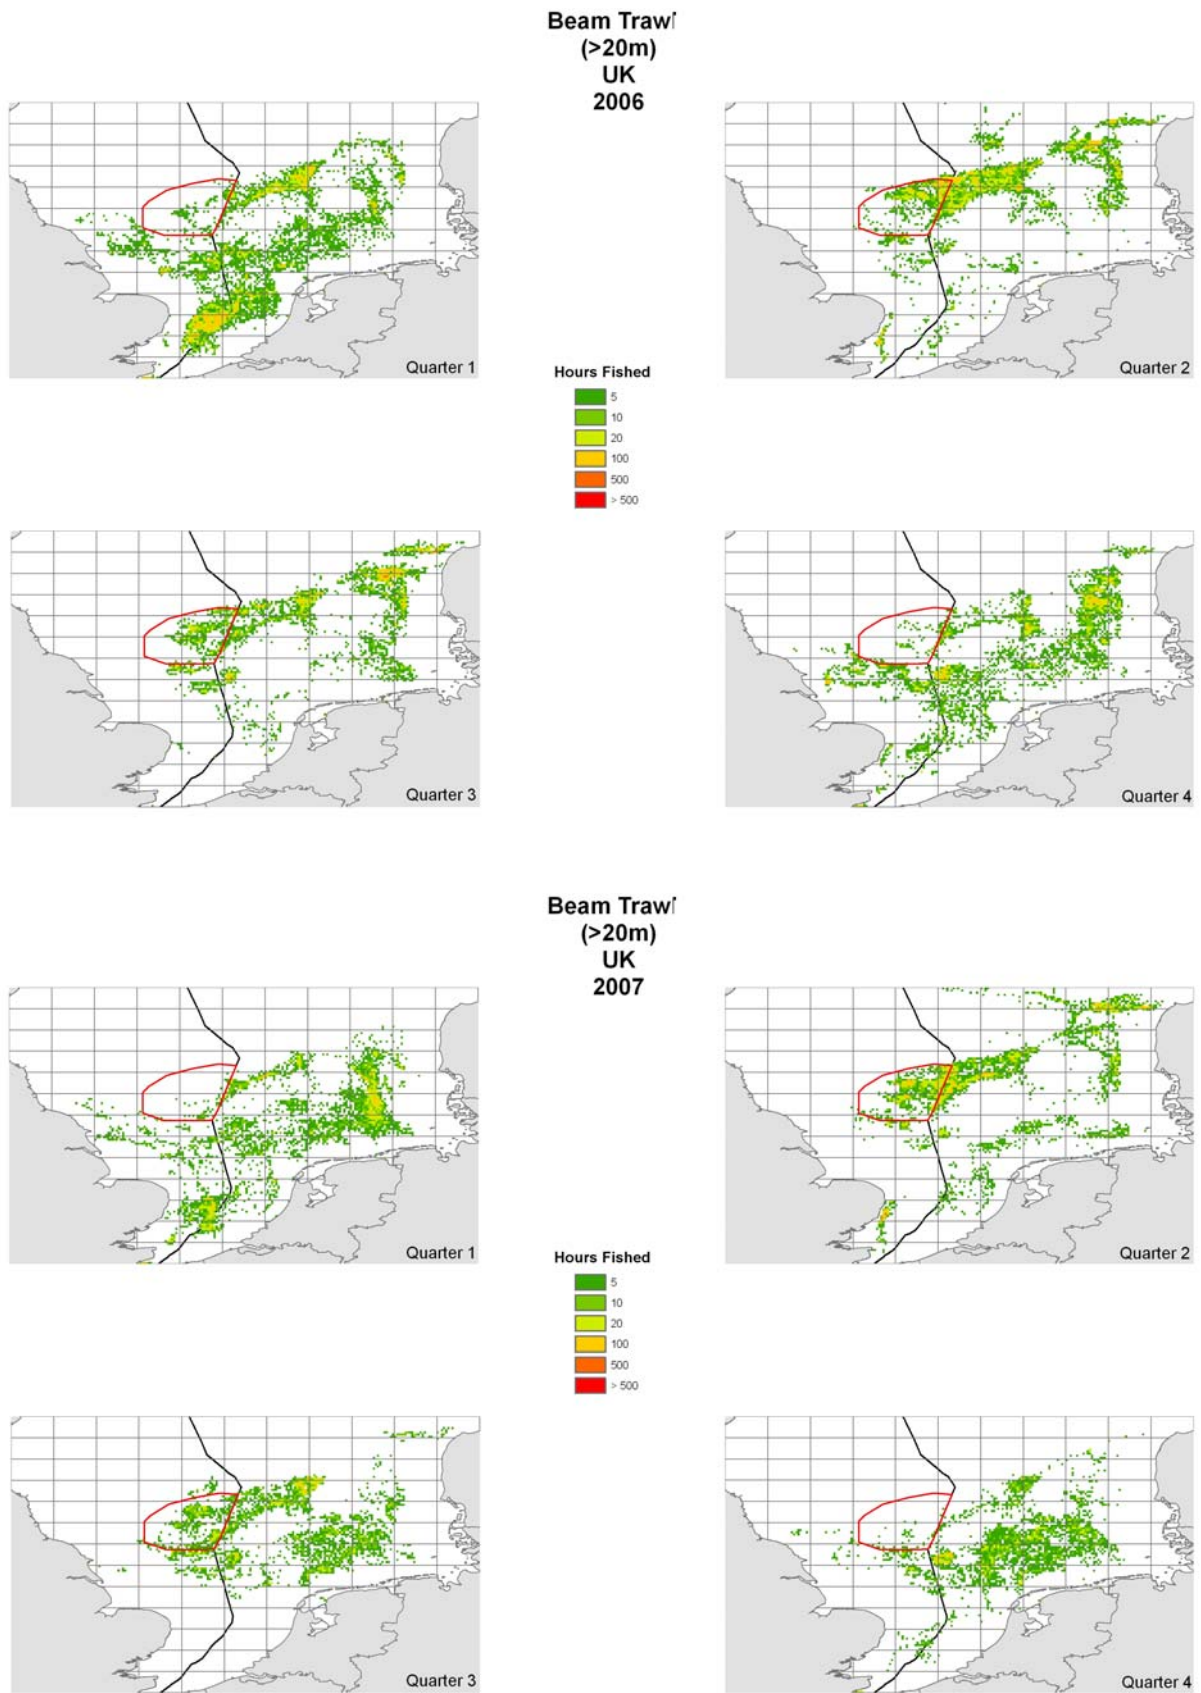 Beam Trawl
(>20m)
UK
2006
Quarter 1
Quarter 2
Hours Fished
5
10
20
100
500
> 500
Quarter 3
Quarter 4
Beam Trawl
(>20m)
UK
2007
Quarter 1
Quarter 2
Hours Fished
5
10
20
100
500
> 500
Quarter 3
Quarter 4